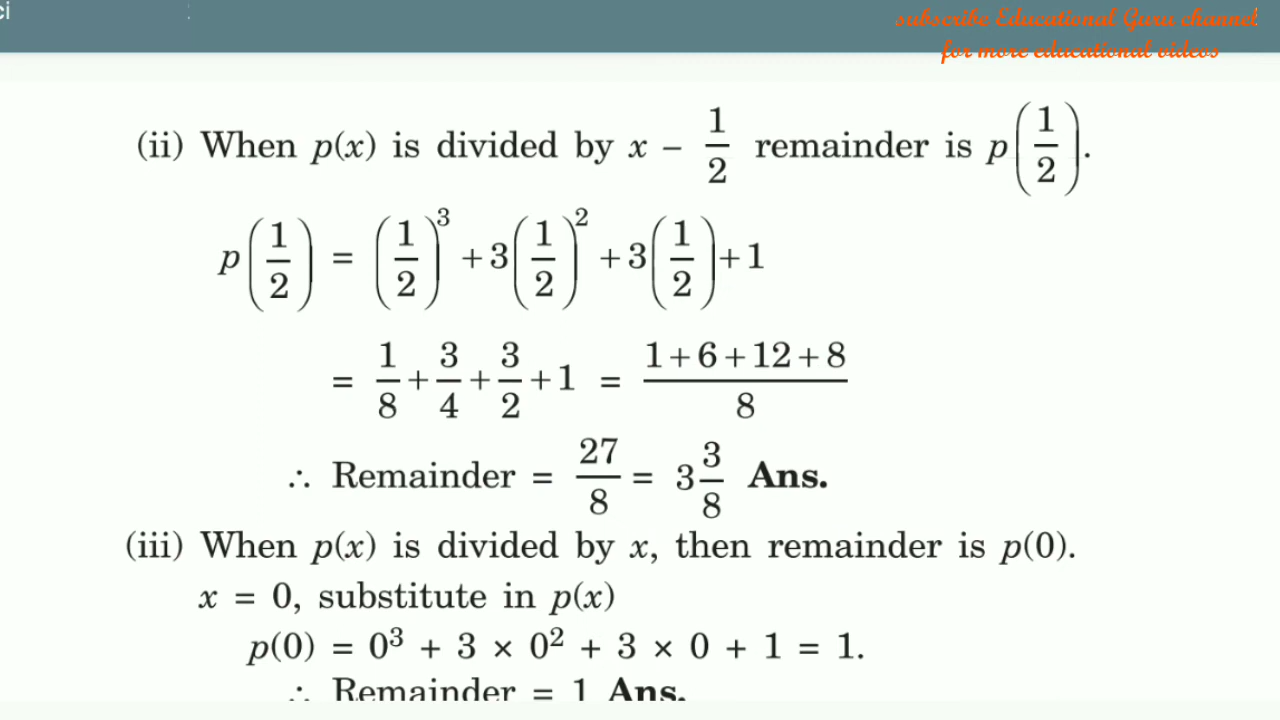 ci
subscribe Educational Guru channel
for more educational videos
(ii) When p(x) is divided by x − 1/2 remainder is p(1/2).
p(1/2) = (1/2)³ + 3(1/2)² + 3(1/2) + 1
= 1/8 + 3/4 + 3/2 + 1 = (1 + 6 + 12 + 8)/8
∴ Remainder = 27/8 = 3 3/8 Ans.
(iii) When p(x) is divided by x, then remainder is p(0).
x = 0, substitute in p(x)
p(0) = 0³ + 3 × 0² + 3 × 0 + 1 = 1.
∴ Remainder = 1 Ans.